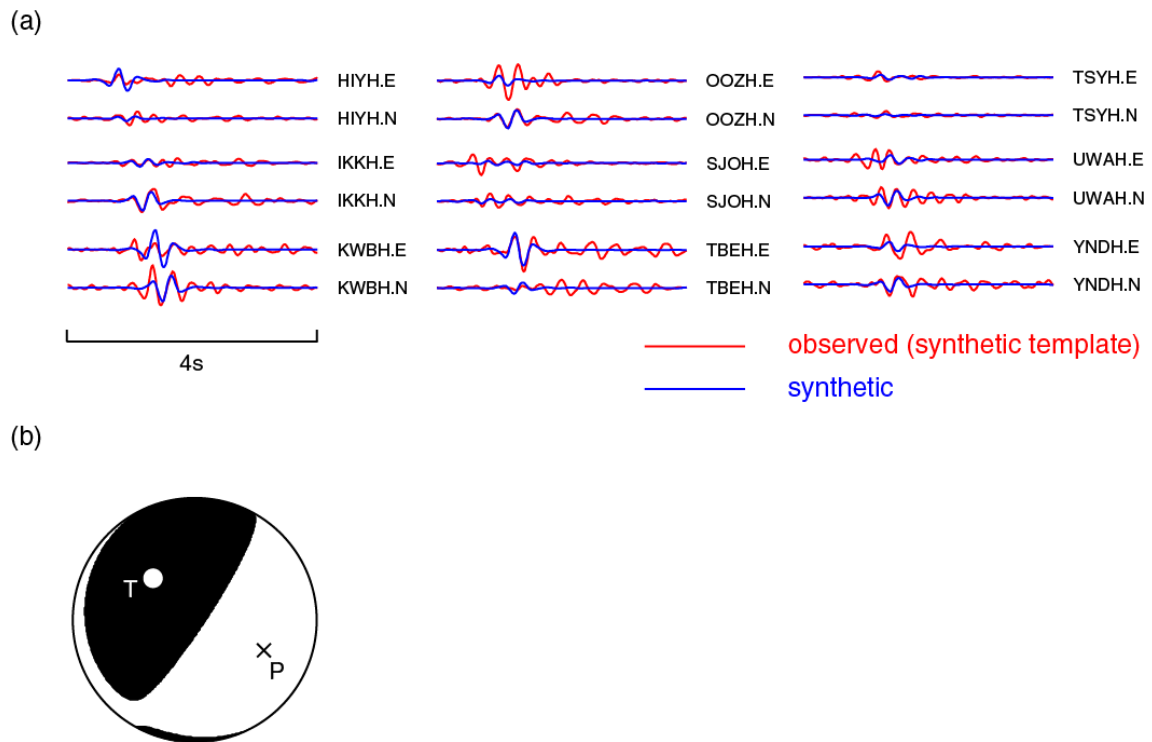 (a)
HIYH.E
HIYH.N
IKKH.E
IKKH.N
KWBH.E
KWBH.N
OOZH.E
OOZH.N
SJOH.E
SJOH.N
TBEH.E
TBEH.N
TSYH.E
TSYH.N
UWAH.E
UWAH.N
YNDH.E
YNDH.N
4s
observed (synthetic template)
synthetic
(b)
T
P